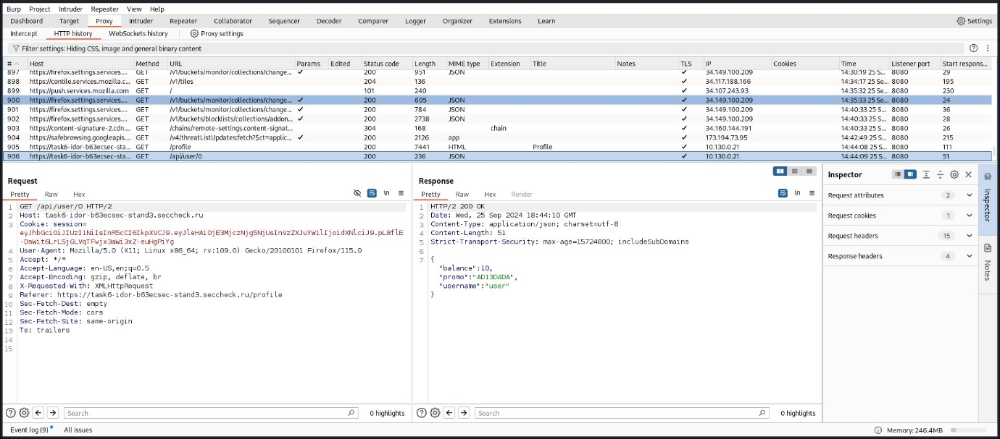 Burp Project Intruder Repeater View Help
Dashboard Target Proxy Intruder Repeater Collaborator Sequencer Decoder Comparer Logger Organizer Extensions Learn Settings
Intercept HTTP history WebSockets history Proxy settings
Filter settings: Hiding CSS, image and general binary content
# Host Method URL Params Edited Status code Length MIME type Extension Title Notes TLS IP Cookies Time Listener port Start respons...
897 https://firefox.settings.services.... GET /v1/buckets/monitor/collections/change... ✓ 200 951 JSON ✓ 34.149.100.209 14:30:19 25 S... 8080 29
898 https://contile.services.mozilla.c... GET /v1/tiles 204 136 ✓ 34.117.188.166 14:34:17 25 Se... 8080 195
899 https://push.services.mozilla.com GET / 101 240 ✓ 34.107.243.93 14:35:32 25 Se... 8080 230
900 https://firefox.settings.services.... GET /v1/buckets/monitor/collections/change... ✓ 200 605 JSON ✓ 34.149.100.209 14:35:33 25 S... 8080 24
901 https://firefox.settings.services.... GET /v1/buckets/monitor/collections/change... ✓ 200 784 JSON ✓ 34.149.100.209 14:40:33 25 S... 8080 36
902 https://firefox.settings.services.... GET /v1/buckets/blocklists/collections/addon... ✓ 200 2738 JSON ✓ 34.149.100.209 14:40:33 25 S... 8080 28
903 https://content-signature-2.cdn.... GET /chains/remote-settings.content-signat... 304 168 chain ✓ 34.160.144.191 14:40:33 25 S... 8080 26
904 https://safebrowsing.googleapis.... GET /v4/threatListUpdates:fetch?$ct=applic... ✓ 200 2126 app ✓ 173.194.73.95 14:42:49 25 S... 8080 215
905 https://task6-idor-b63ecsec-sta... GET /profile 200 7441 HTML Profile ✓ 10.130.0.21 14:44:08 25 S... 8080 111
906 https://task6-idor-b63ecsec-sta... GET /api/user/0 200 236 JSON ✓ 10.130.0.21 14:44:09 25 S... 8080 51
Request
Pretty Raw Hex \n
1 GET /api/user/0 HTTP/2
2 Host: task6-idor-b63ecsec-stand3.seccheck.ru
3 Cookie: session=
4 User-Agent: Mozilla/5.0 (X11; Linux x86_64; rv:109.0) Gecko/20100101 Firefox/115.0
5 Accept: */*
6 Accept-Language: en-US,en;q=0.5
7 Accept-Encoding: gzip, deflate, br
8 X-Requested-With: XMLHttpRequest
9 Referer: https://task6-idor-b63ecsec-stand3.seccheck.ru/profile
10 Sec-Fetch-Dest: empty
11 Sec-Fetch-Mode: cors
12 Sec-Fetch-Site: same-origin
13 Te: trailers
14
15
Search 0 highlights
Response
Pretty Raw Hex Render \n
1 HTTP/2 200 OK
2 Date: Wed, 25 Sep 2024 18:44:10 GMT
3 Content-Type: application/json; charset=utf-8
4 Content-Length: 51
5 Strict-Transport-Security: max-age=15724800; includeSubDomains
6
7 {
"balance":10,
"promo":"AD13D4DA",
"username":"user"
}
Search 0 highlights
Inspector
Request attributes 2
Request cookies 1
Request headers 15
Response headers 4
Inspector
Notes
Event log (9) All issues Memory: 246.4MB